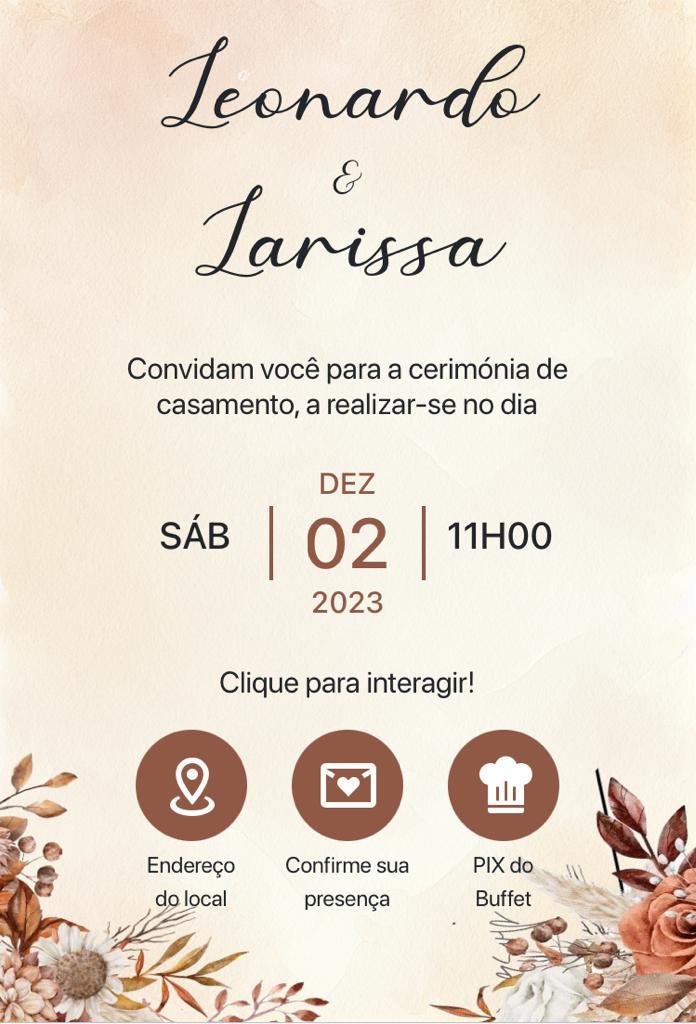 Leonardo
&
Larissa
Convidam você para a cerimónia de
casamento, a realizar-se no dia
DEZ
SÁB 02 11H00
2023
Clique para interagir!
Endereço Confirme sua PIX do
do local presença Buffet